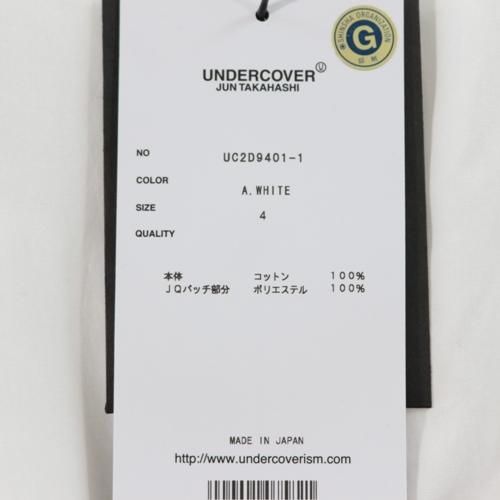 SHINSHA ORGANIZATION
G
UNDERCOVER U
JUN TAKAHASHI
NO UC2D9401-1
COLOR A.WHITE
SIZE 4
QUALITY
本体 コットン 100%
JQパッチ部分 ポリエステル 100%
MADE IN JAPAN
http://www.undercoverism.com/